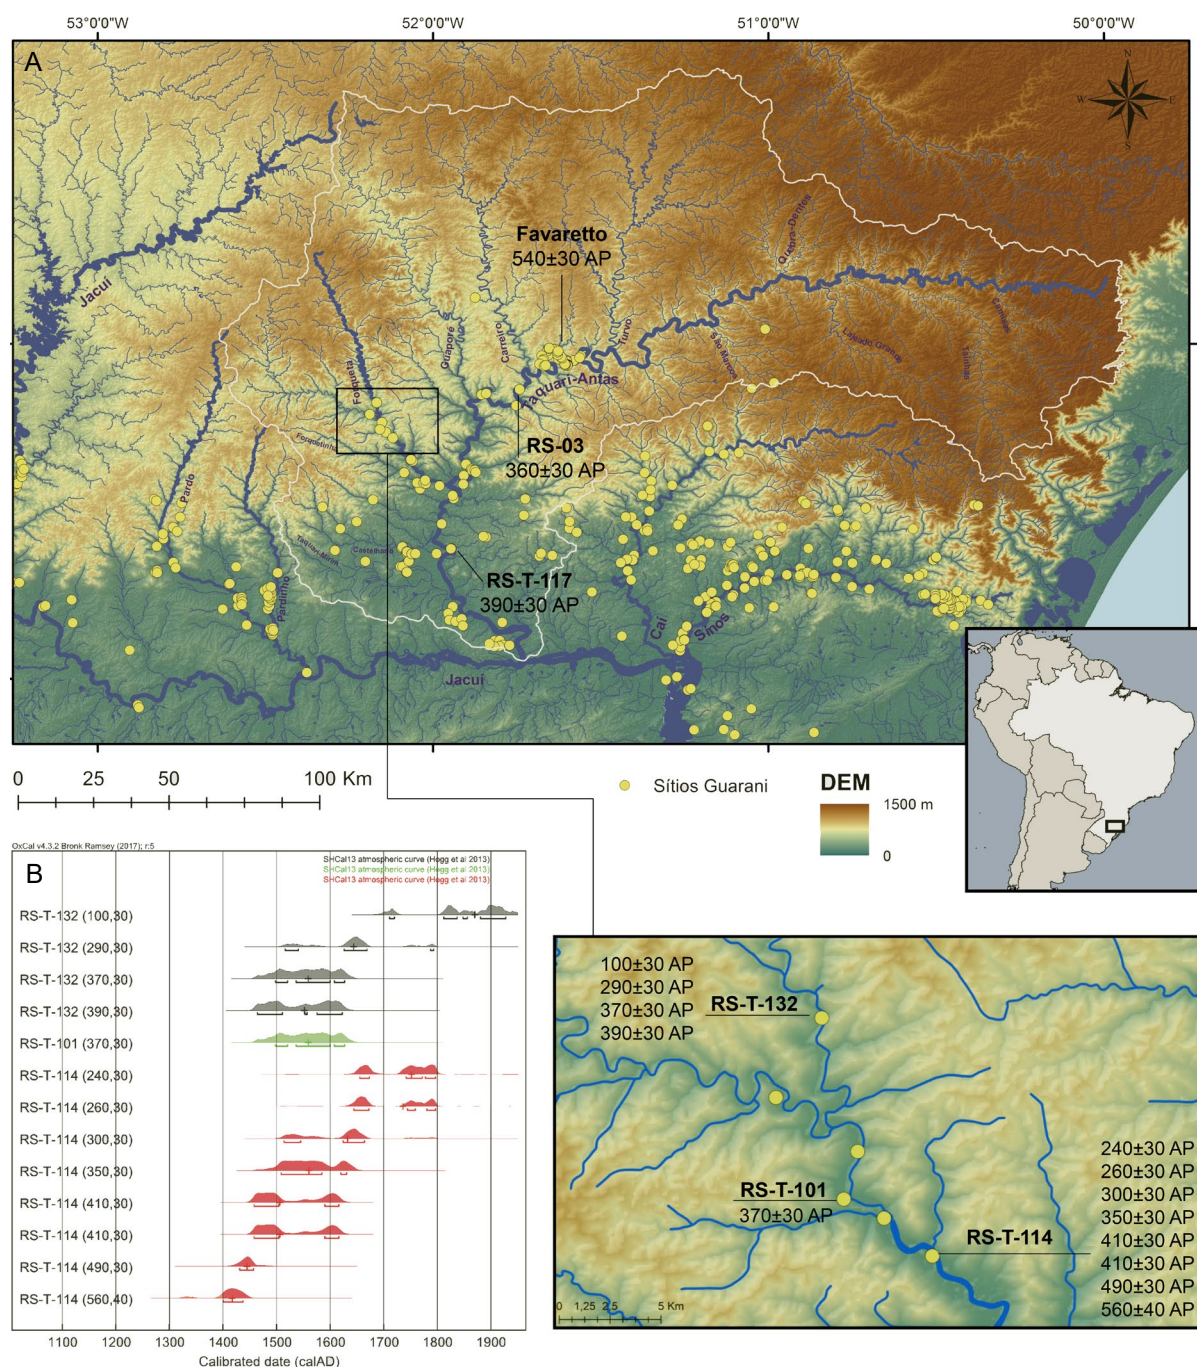 53°0'0"W 52°0'0"W 51°0'0"W 50°0'0"W
A
N
W E
S
Favaretto
540±30 AP
Quebra-Dentes
Jacuí
Guaporé
Carreiro
Turvo
São Marcos
Lajeado Grande
Tainhas
Camisas
Forqueta
Taquari-Antas
Forquetinha
RS-03
360±30 AP
Pardo
Taquari-Mirim
Castelhano
RS-T-117
390±30 AP
Pardinho
Caí
Sinos
Jacuí
0 25 50 100 Km
Sítios Guarani
DEM
1500 m
0
OxCal v4.3.2 Bronk Ramsey (2017); r:5
B
SHCal13 atmospheric curve (Hogg et al 2013)
SHCal13 atmospheric curve (Hogg et al 2013)
SHCal13 atmospheric curve (Hogg et al 2013)
RS-T-132 (100,30)
RS-T-132 (290,30)
RS-T-132 (370,30)
RS-T-132 (390,30)
RS-T-101 (370,30)
RS-T-114 (240,30)
RS-T-114 (260,30)
RS-T-114 (300,30)
RS-T-114 (350,30)
RS-T-114 (410,30)
RS-T-114 (410,30)
RS-T-114 (490,30)
RS-T-114 (560,40)
1100 1200 1300 1400 1500 1600 1700 1800 1900
Calibrated date (calAD)
100±30 AP
290±30 AP
370±30 AP
390±30 AP
RS-T-132
RS-T-101
370±30 AP
RS-T-114
240±30 AP
260±30 AP
300±30 AP
350±30 AP
410±30 AP
410±30 AP
490±30 AP
560±40 AP
0 1,25 2,5 5 Km